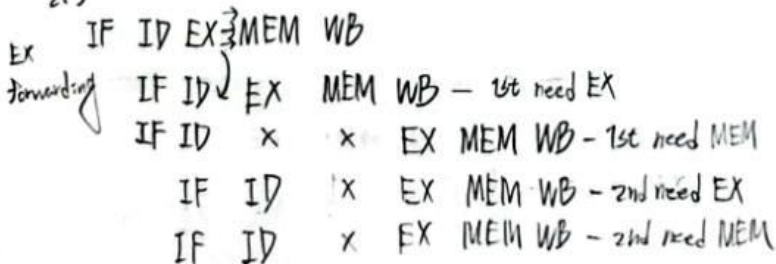 IF ID EX MEM WB
Ex
forwarding IF ID EX MEM WB - 1st need EX
IF ID x x EX MEM WB - 1st need MEM
IF ID x EX MEM WB - 2nd need EX
IF ID x EX MEM WB - 2nd need MEM